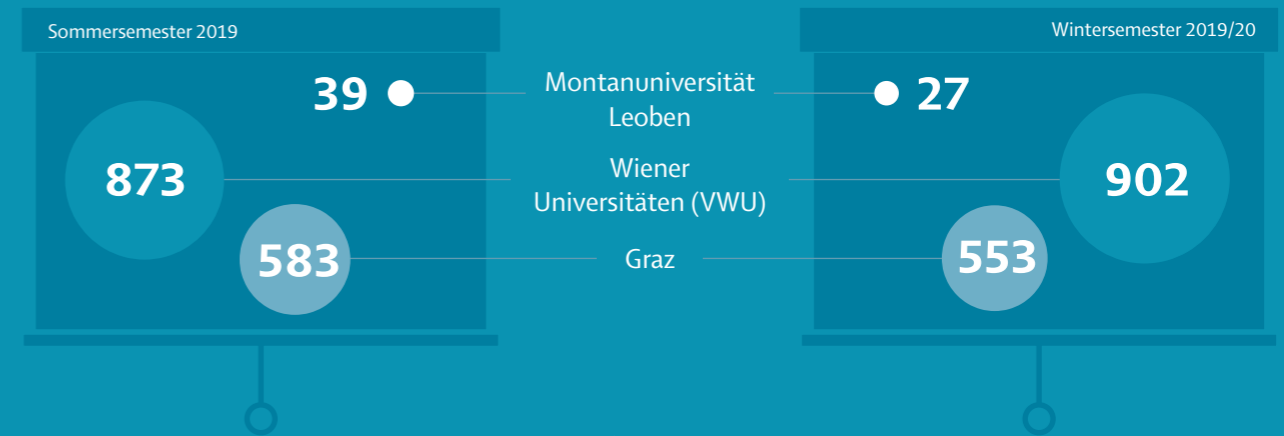 Sommersemester 2019
Wintersemester 2019/20
39
Montanuniversität
Leoben
27
873
Wiener
Universitäten (VWU)
902
583
Graz
553